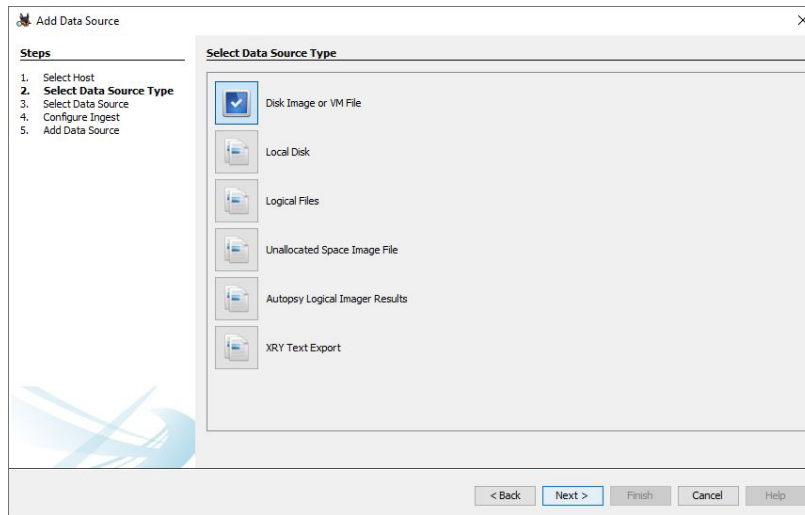 Add Data Source
Steps
1. Select Host
2. Select Data Source Type
3. Select Data Source
4. Configure Ingest
5. Add Data Source
Select Data Source Type
Disk Image or VM File
Local Disk
Logical Files
Unallocated Space Image File
Autopsy Logical Imager Results
XRY Text Export
< Back Next > Finish Cancel Help